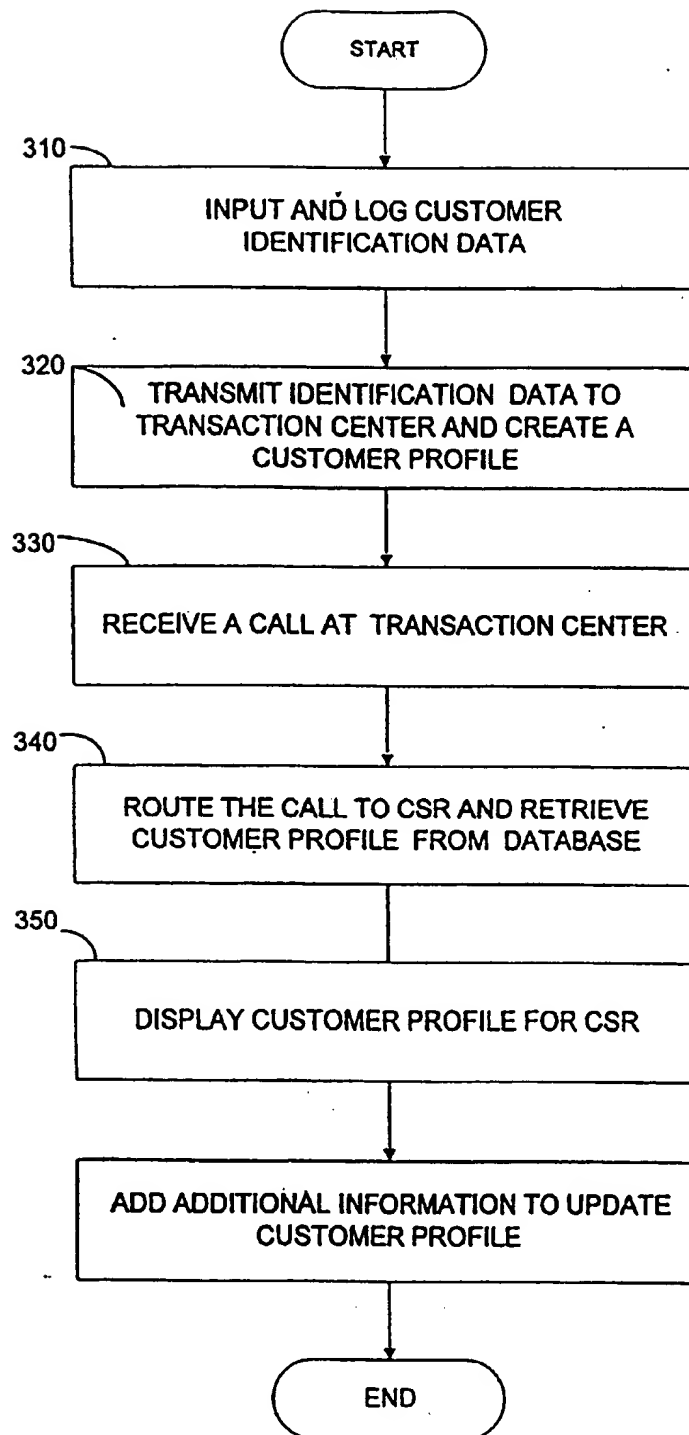 START
310
INPUT AND LOG CUSTOMER
IDENTIFICATION DATA
320
TRANSMIT IDENTIFICATION DATA TO
TRANSACTION CENTER AND CREATE A
CUSTOMER PROFILE
330
RECEIVE A CALL AT TRANSACTION CENTER
340
ROUTE THE CALL TO CSR AND RETRIEVE
CUSTOMER PROFILE FROM DATABASE
350
DISPLAY CUSTOMER PROFILE FOR CSR
ADD ADDITIONAL INFORMATION TO UPDATE
CUSTOMER PROFILE
END